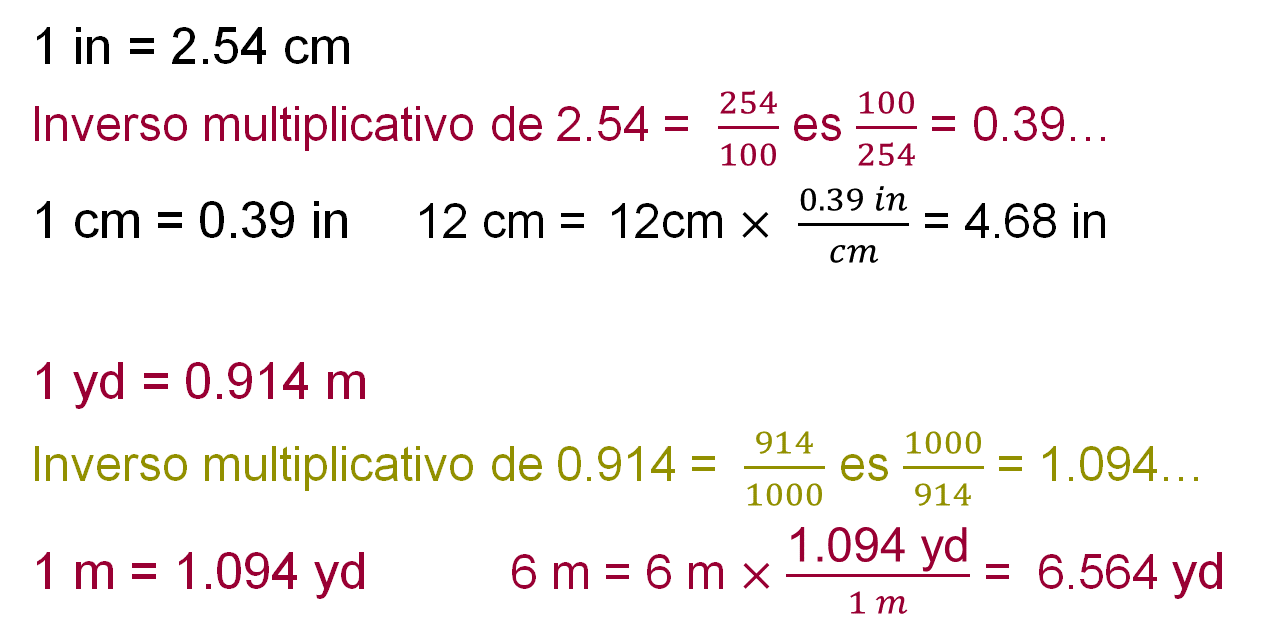 1 in = 2.54 cm
Inverso multiplicativo de 2.54 = 254/100 es 100/254 = 0.39...
1 cm = 0.39 in 12 cm = 12cm × 0.39 in/cm = 4.68 in
1 yd = 0.914 m
Inverso multiplicativo de 0.914 = 914/1000 es 1000/914 = 1.094...
1 m = 1.094 yd 6 m = 6 m × 1.094 yd/1 m = 6.564 yd